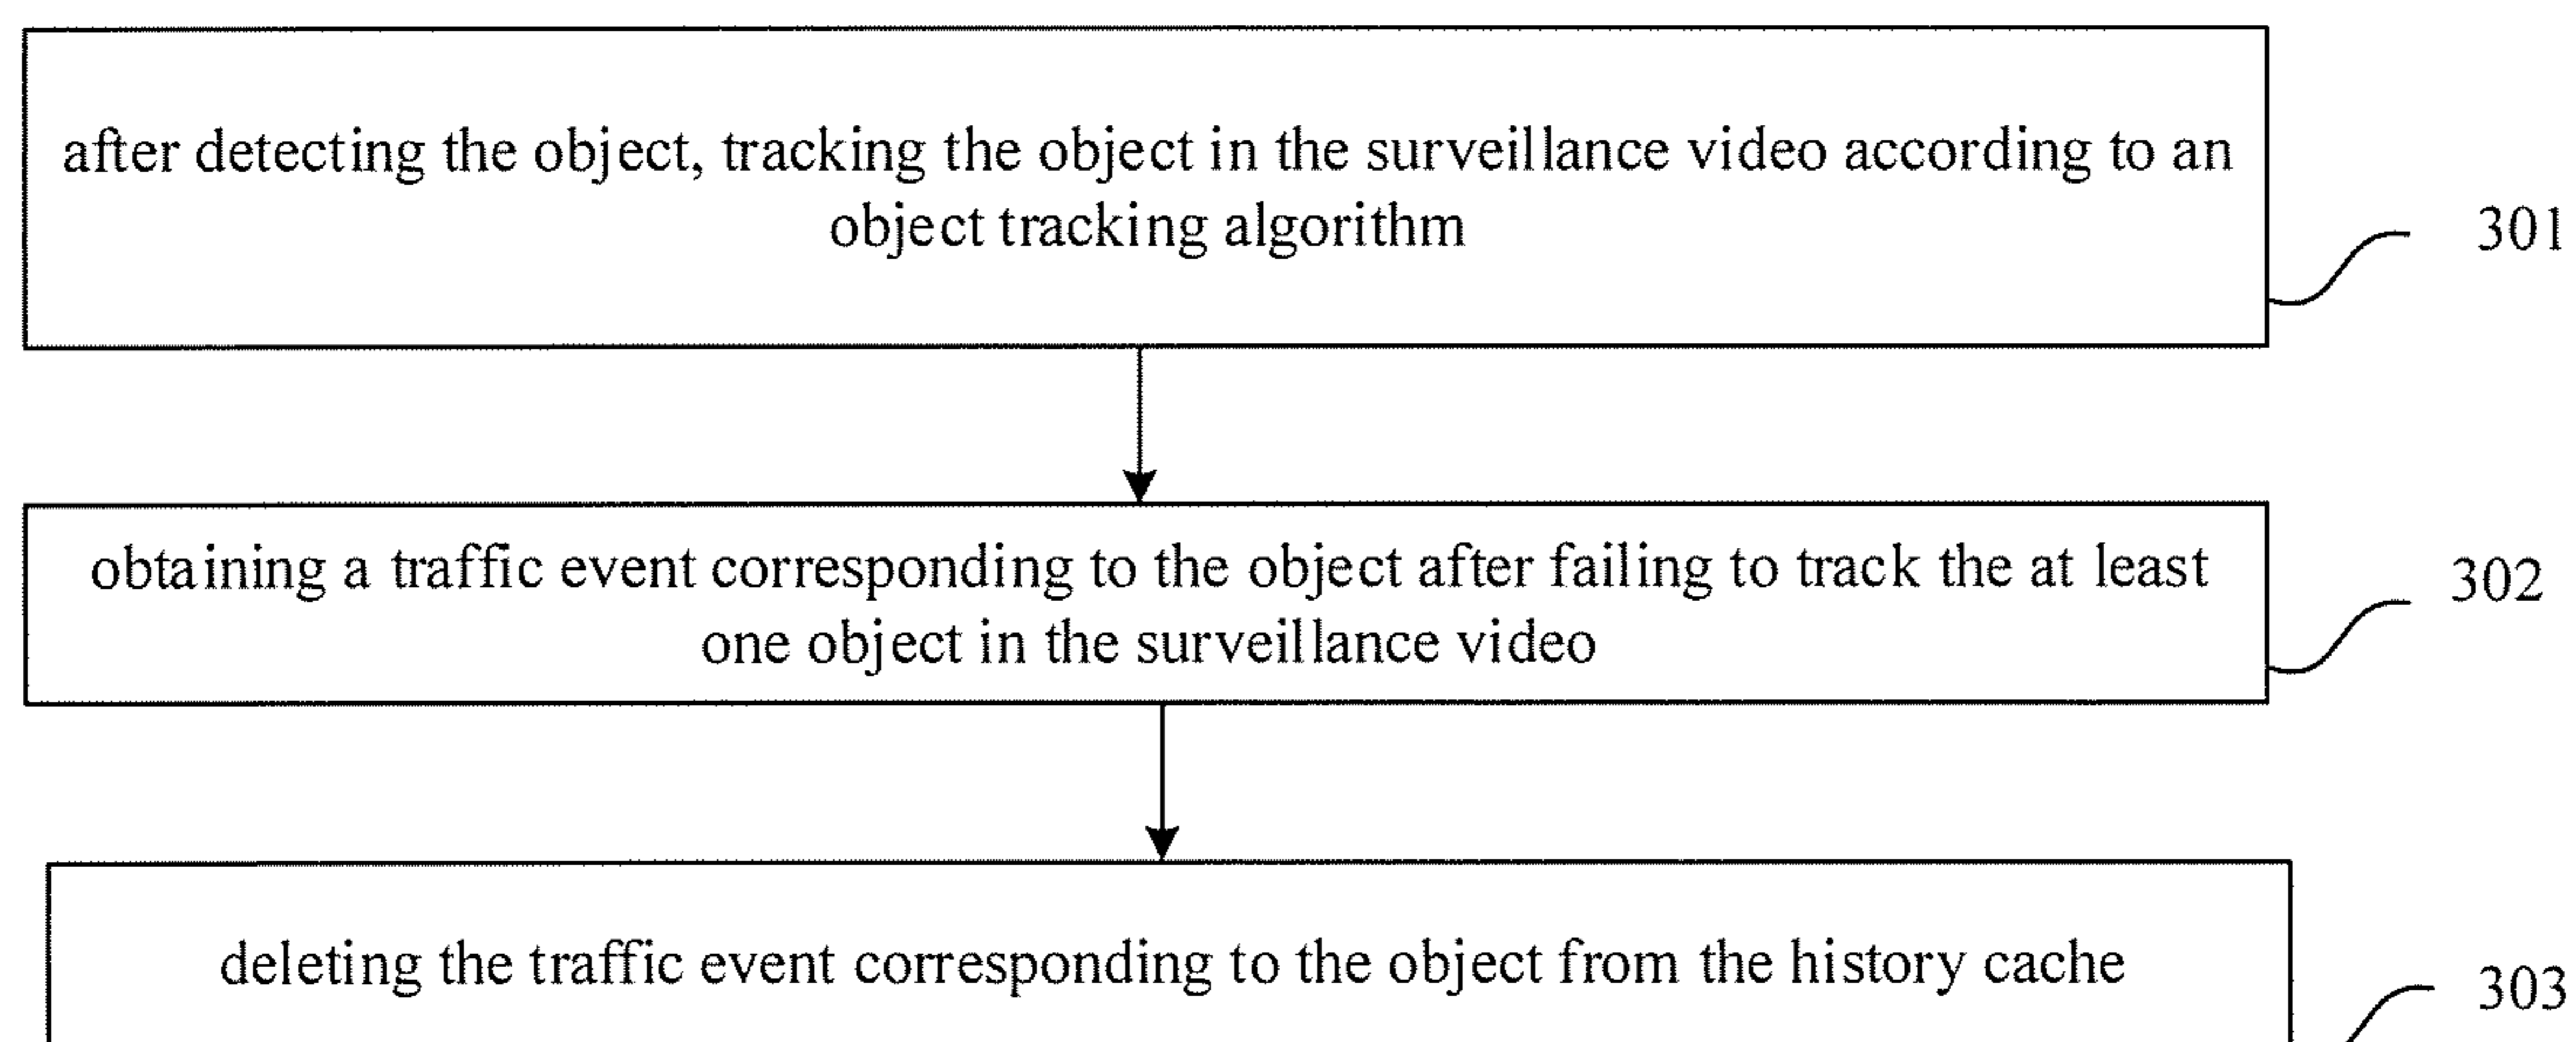 after detecting the object, tracking the object in the surveillance video according to an
object tracking algorithm
301
obtaining a traffic event corresponding to the object after failing to track the at least
one object in the surveillance video
302
deleting the traffic event corresponding to the object from the history cache
303